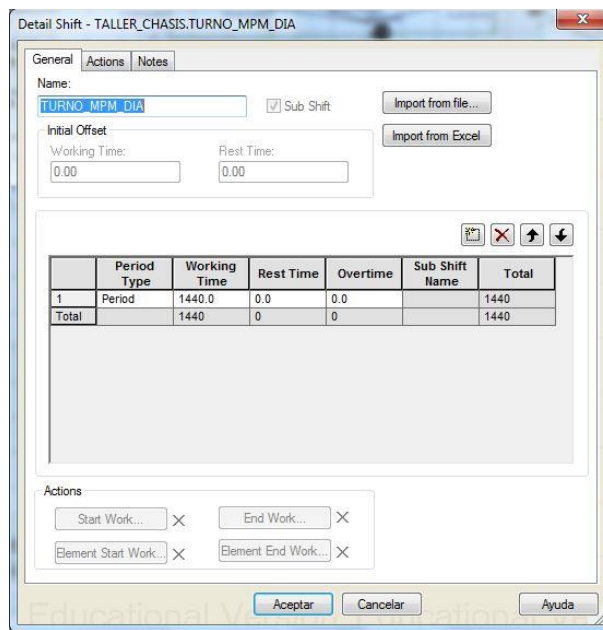 Detail Shift - TALLER_CHASIS.TURNO_MPM_DIA
General Actions Notes
Name:
TURNO_MPM_DIA Sub Shift Import from file...
Initial Offset Import from Excel
Working Time: Rest Time:
0.00 0.00
Period Type Working Time Rest Time Overtime Sub Shift Name Total
1 Period 1440.0 0.0 0.0 1440
Total 1440 0 0 1440
Actions
Start Work... End Work...
Element Start Work... Element End Work...
Aceptar Cancelar Ayuda
Educational Version Educational